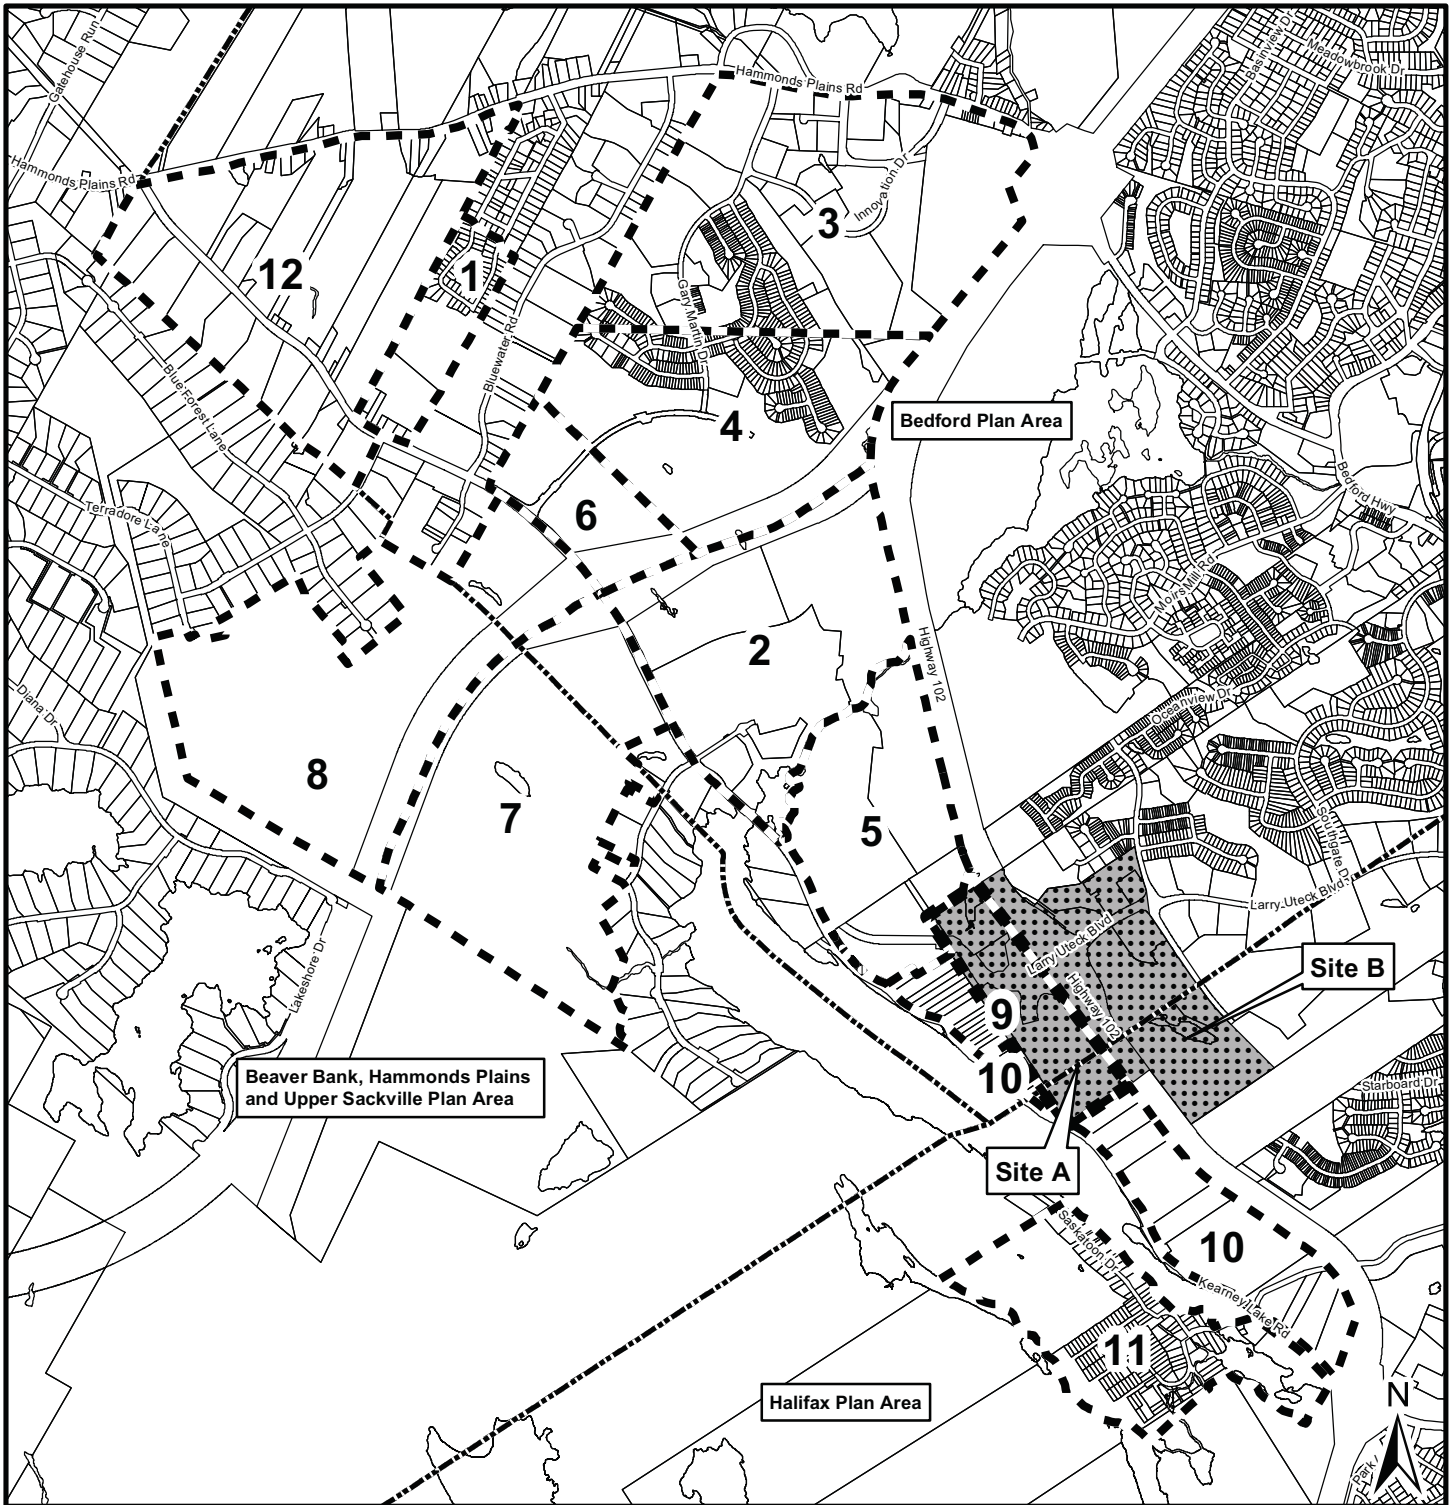 Gatehouse Run
Basinview Dr
Meadowbrook Dr
Hammonds Plains Rd
Hammonds Plains Rd
Innovation Dr
3
12
1
Gary Martin Dr
Bluewater Rd
Blue Forest Lane
4
Bedford Plan Area
Bedford Hwy
Terradore Lane
6
Moirs Mill Rd
2
Highway 102
Diana Dr
Oceanview Dr
8
7
5
Southgate Dr
Larry Uteck Blvd
Larry Uteck Blvd
Lakeshore Dr
Site B
Highway 102
9
10
Beaver Bank, Hammonds Plains
and Upper Sackville Plan Area
Starboard Dr
Site A
Saskatoon Dr
10
Kearney Lake Rd
11
Halifax Plan Area
N
Park